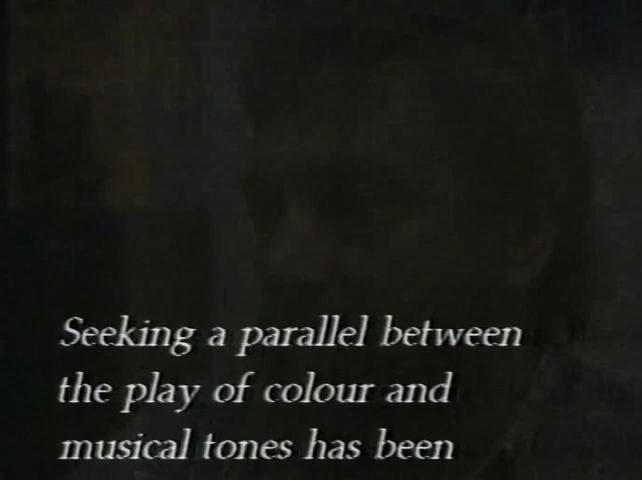 Seeking a parallel between
the play of colour and
musical tones has been